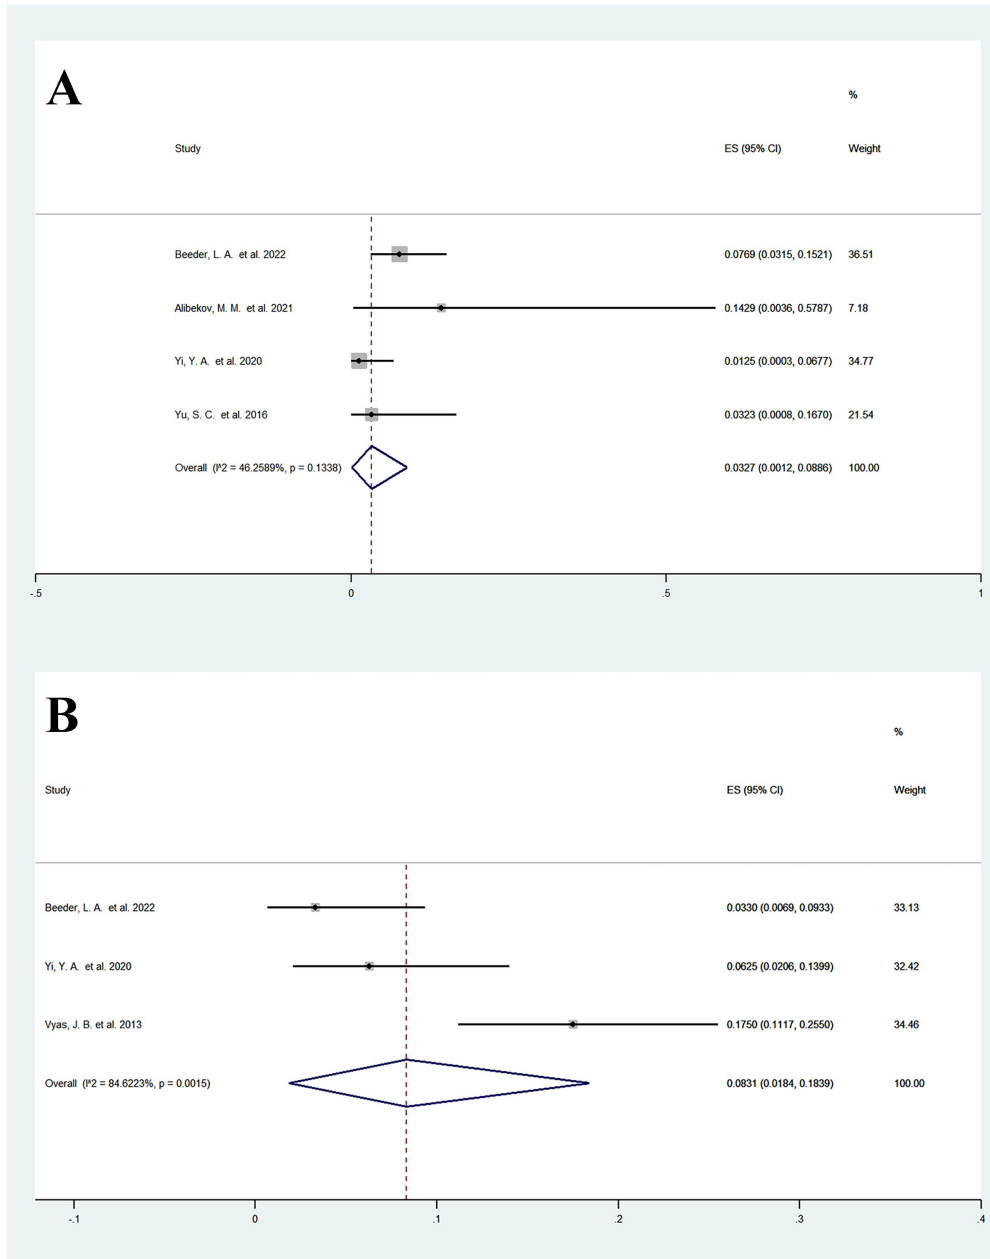 A
%
Study ES (95% CI) Weight
Beeder, L. A. et al. 2022 0.0769 (0.0315, 0.1521) 36.51
Alibekov, M. M. et al. 2021 0.1429 (0.0036, 0.5787) 7.18
Yi, Y. A. et al. 2020 0.0125 (0.0003, 0.0677) 34.77
Yu, S. C. et al. 2016 0.0323 (0.0008, 0.1670) 21.54
Overall (I^2 = 46.2589%, p = 0.1338) 0.0327 (0.0012, 0.0886) 100.00
-.5 0 .5 1
B
%
Study ES (95% CI) Weight
Beeder, L. A. et al. 2022 0.0330 (0.0069, 0.0933) 33.13
Yi, Y. A. et al. 2020 0.0625 (0.0206, 0.1399) 32.42
Vyas, J. B. et al. 2013 0.1750 (0.1117, 0.2550) 34.46
Overall (I^2 = 84.6223%, p = 0.0015) 0.0831 (0.0184, 0.1839) 100.00
-.1 0 .1 .2 .3 .4